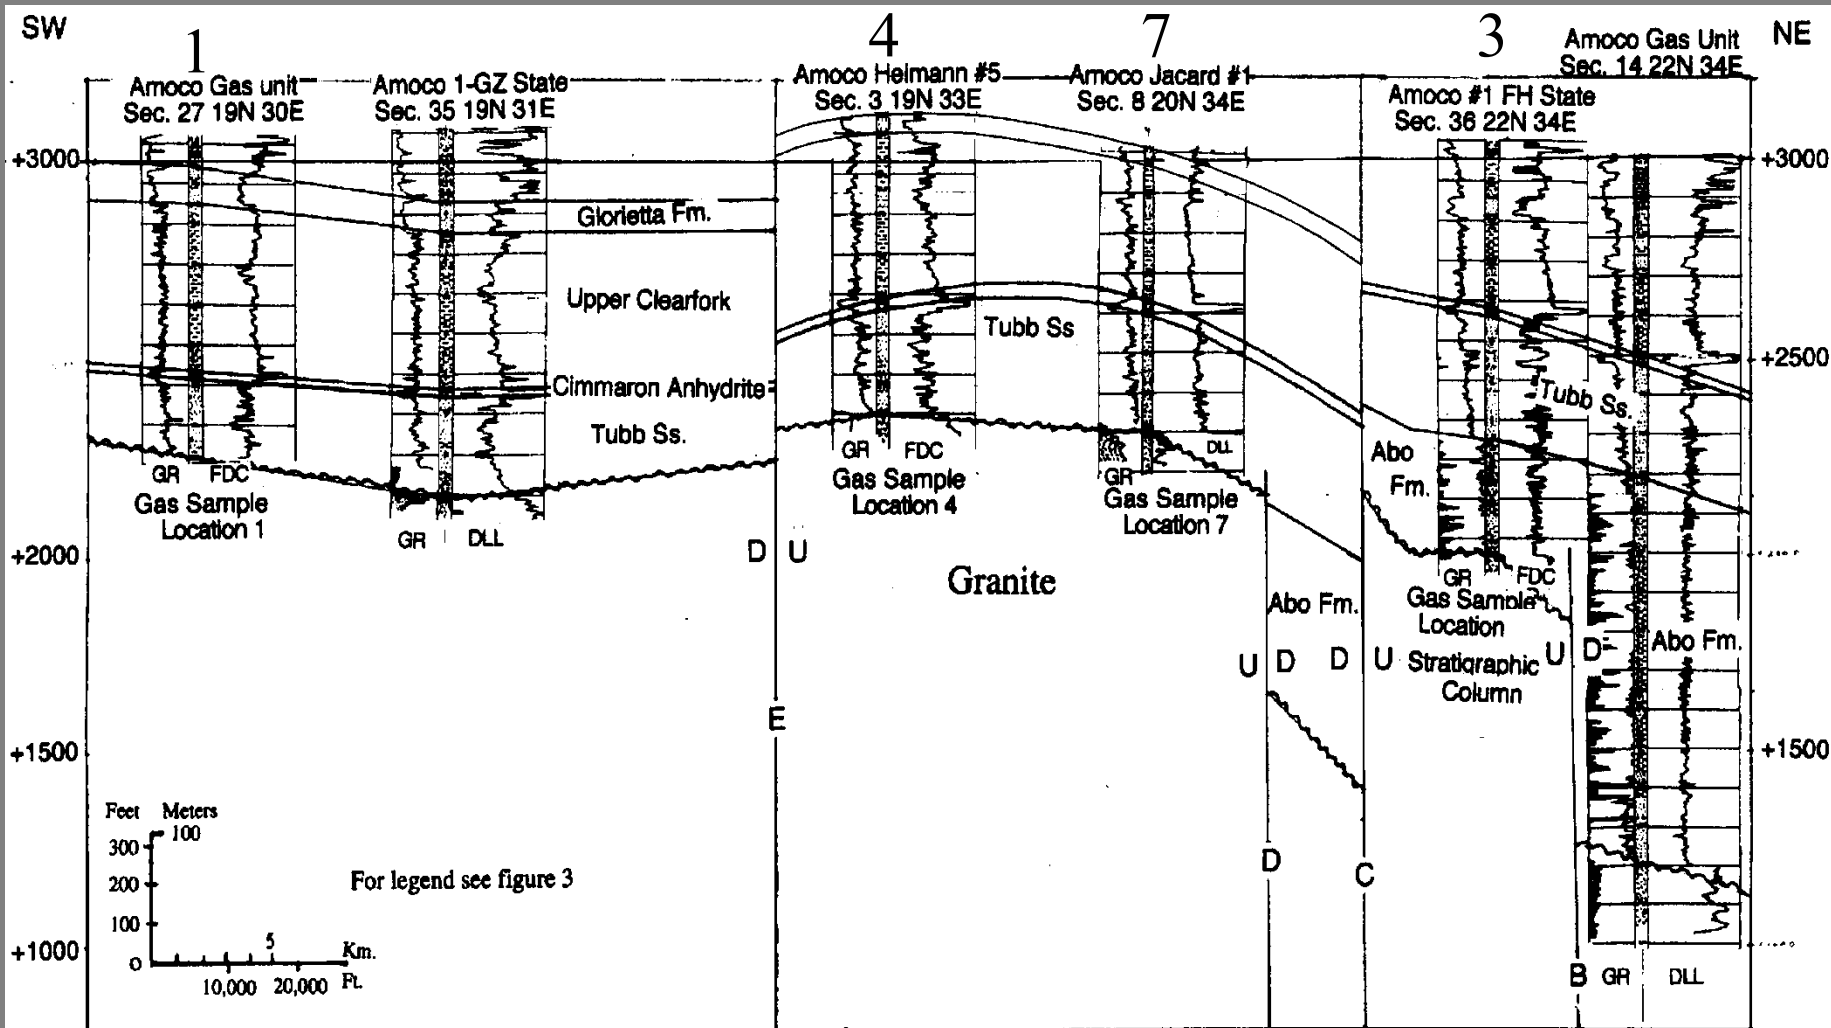 SW
1
4
7
3
NE
Amoco Gas unit
Sec. 27 19N 30E
Amoco 1-GZ State
Sec. 35 19N 31E
Amoco Heimann #5
Sec. 3 19N 33E
Amoco Jacard #1
Sec. 8 20N 34E
Amoco #1 FH State
Sec. 36 22N 34E
Amoco Gas Unit
Sec. 14 22N 34E
+3000
+3000
Glorietta Fm.
Upper Clearfork
Tubb Ss
+2500
Cimmaron Anhydrite
Tubb Ss.
Tubb Ss.
Abo
Fm.
GR FDC
Gas Sample
Location 1
GR DLL
GR FDC
Gas Sample
Location 4
DLL
GR
Gas Sample
Location 7
+2000
D U
Granite
Abo Fm.
GR FDC
Gas Sample
Location
Stratigraphic
Column
U D
D U
U D
Abo Fm.
E
+1500
+1500
Feet Meters
100
300
200
100
0
5
Km.
10,000 20,000 Ft.
For legend see figure 3
D
C
+1000
B
GR DLL